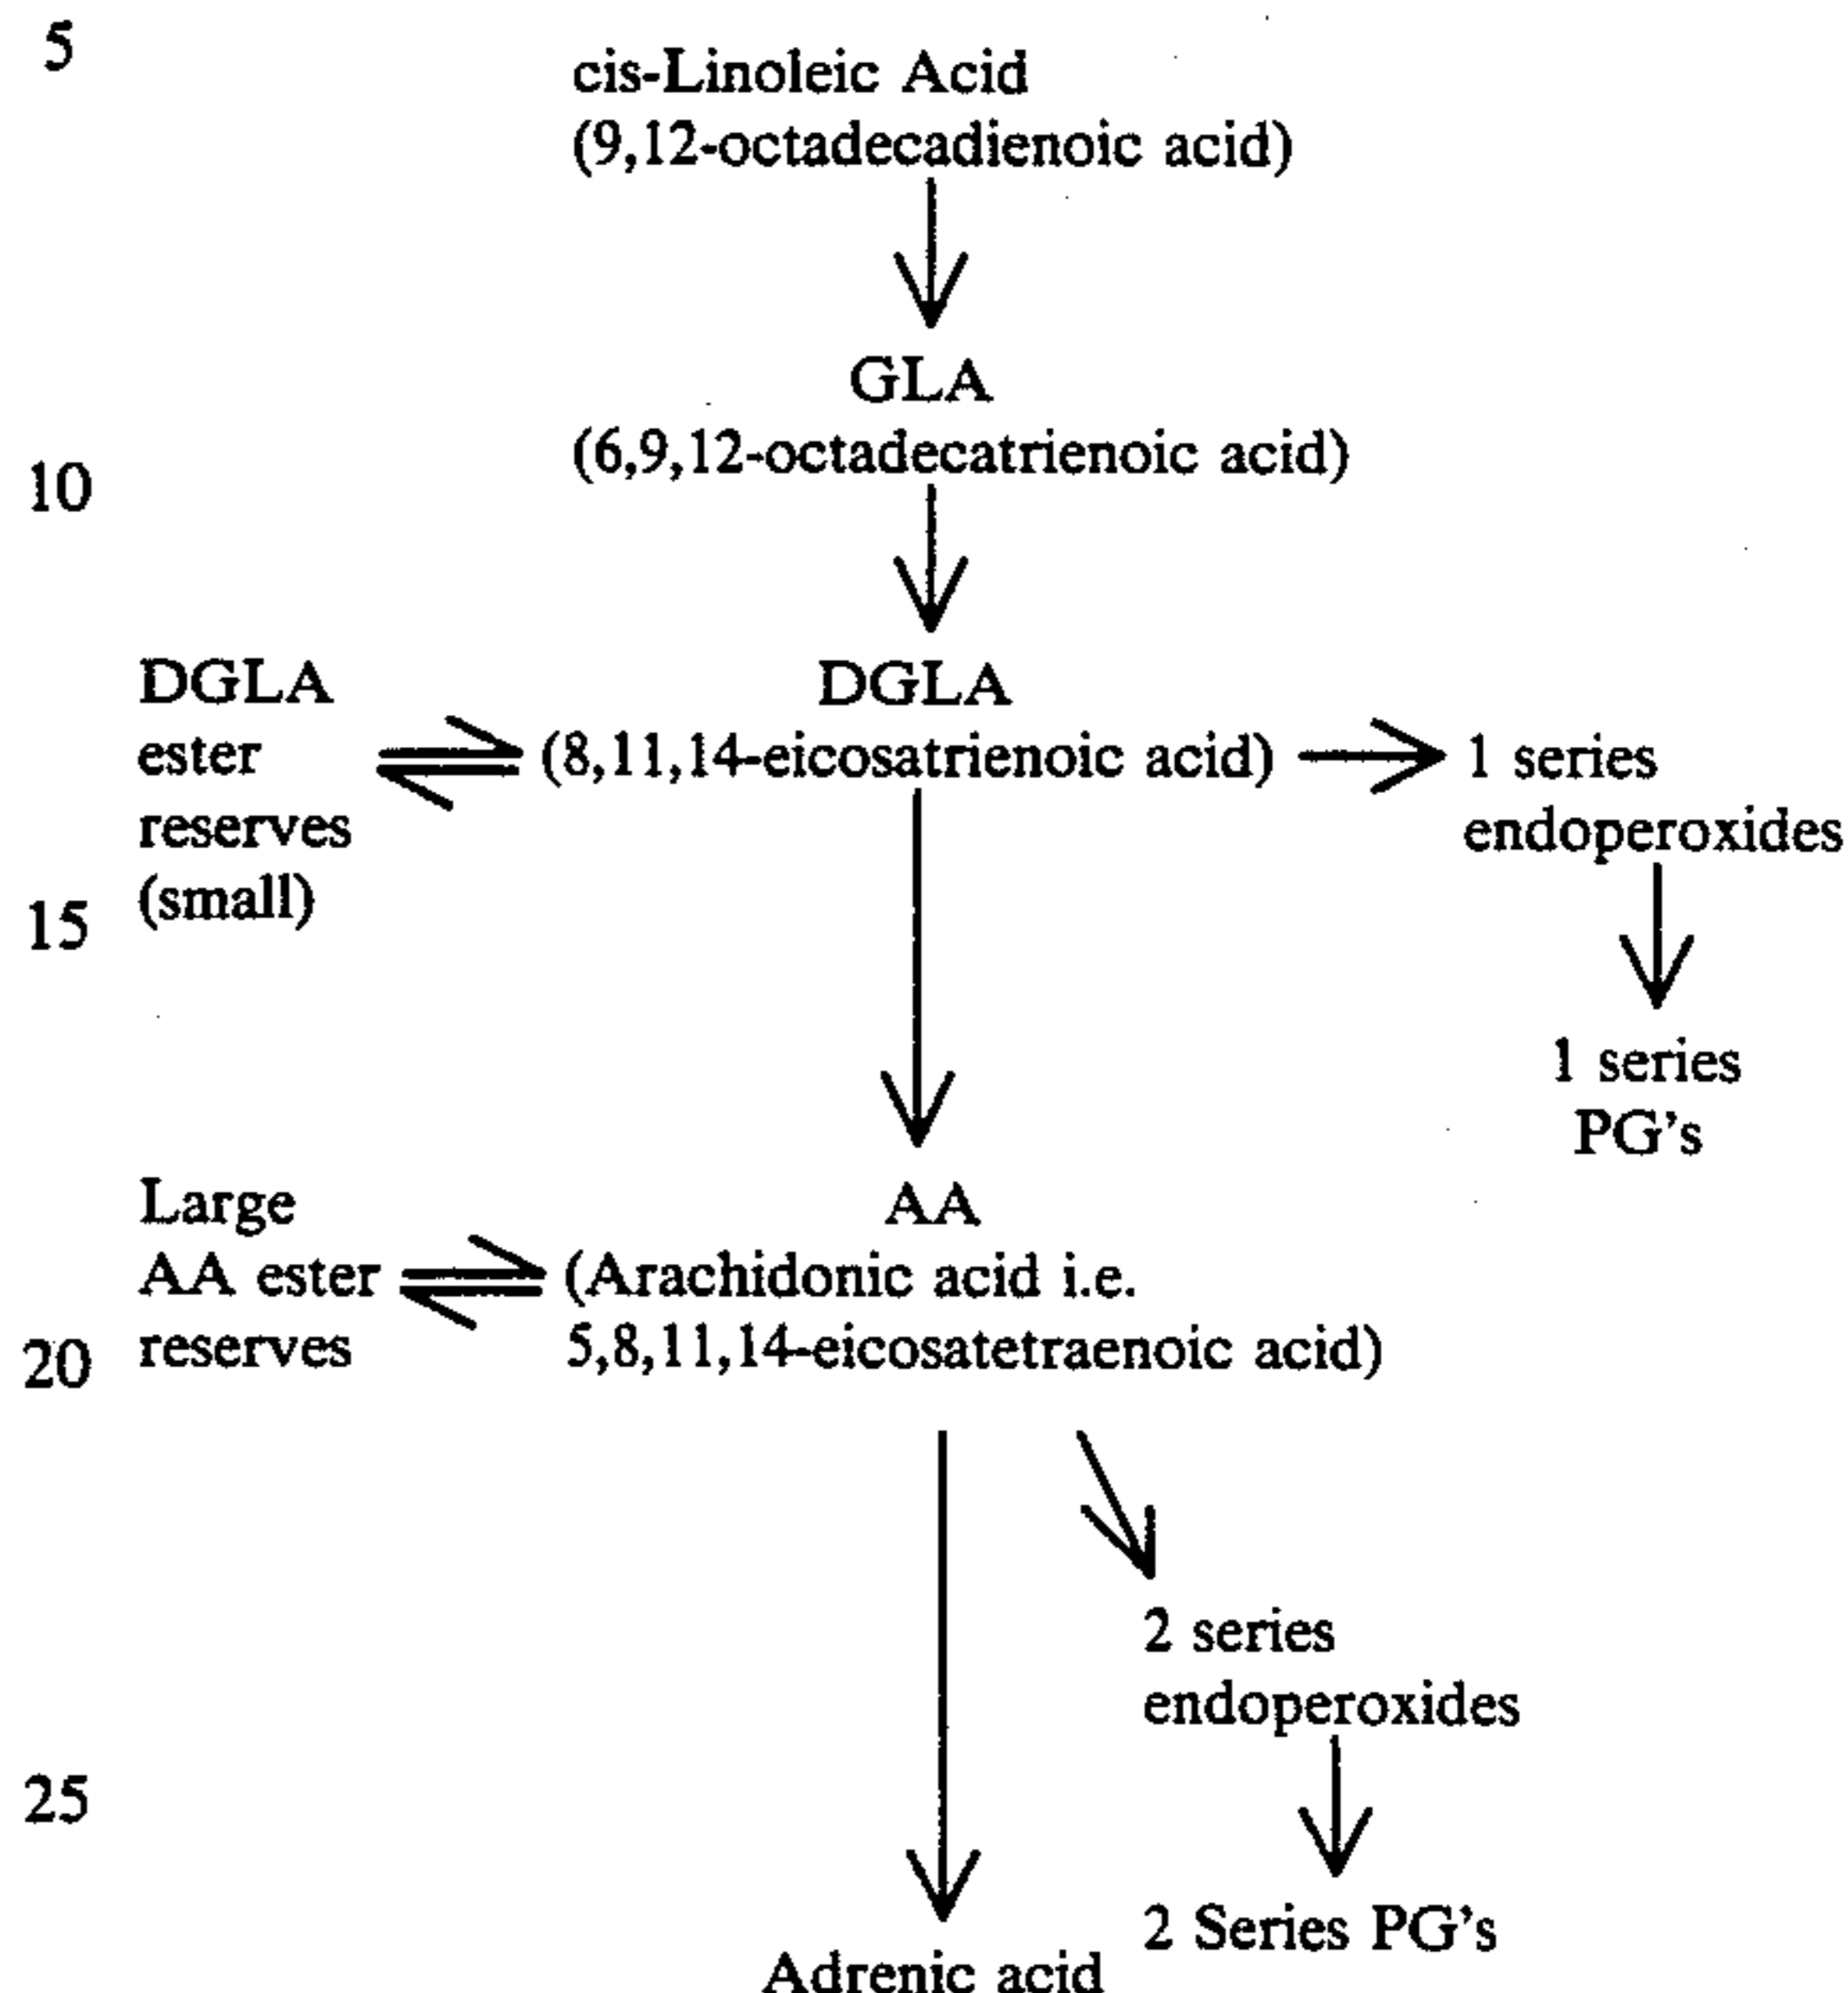 5
cis-Linoleic Acid
(9,12-octadecadienoic acid)
GLA
(6,9,12-octadecatrienoic acid)
10
DGLA
ester
reserves
(small)
DGLA
(8,11,14-eicosatrienoic acid)
1 series
endoperoxides
15
1 series
PG's
Large
AA ester
reserves
AA
(Arachidonic acid i.e.
5,8,11,14-eicosatetraenoic acid)
20
2 series
endoperoxides
25
2 Series PG's
Adrenic acid